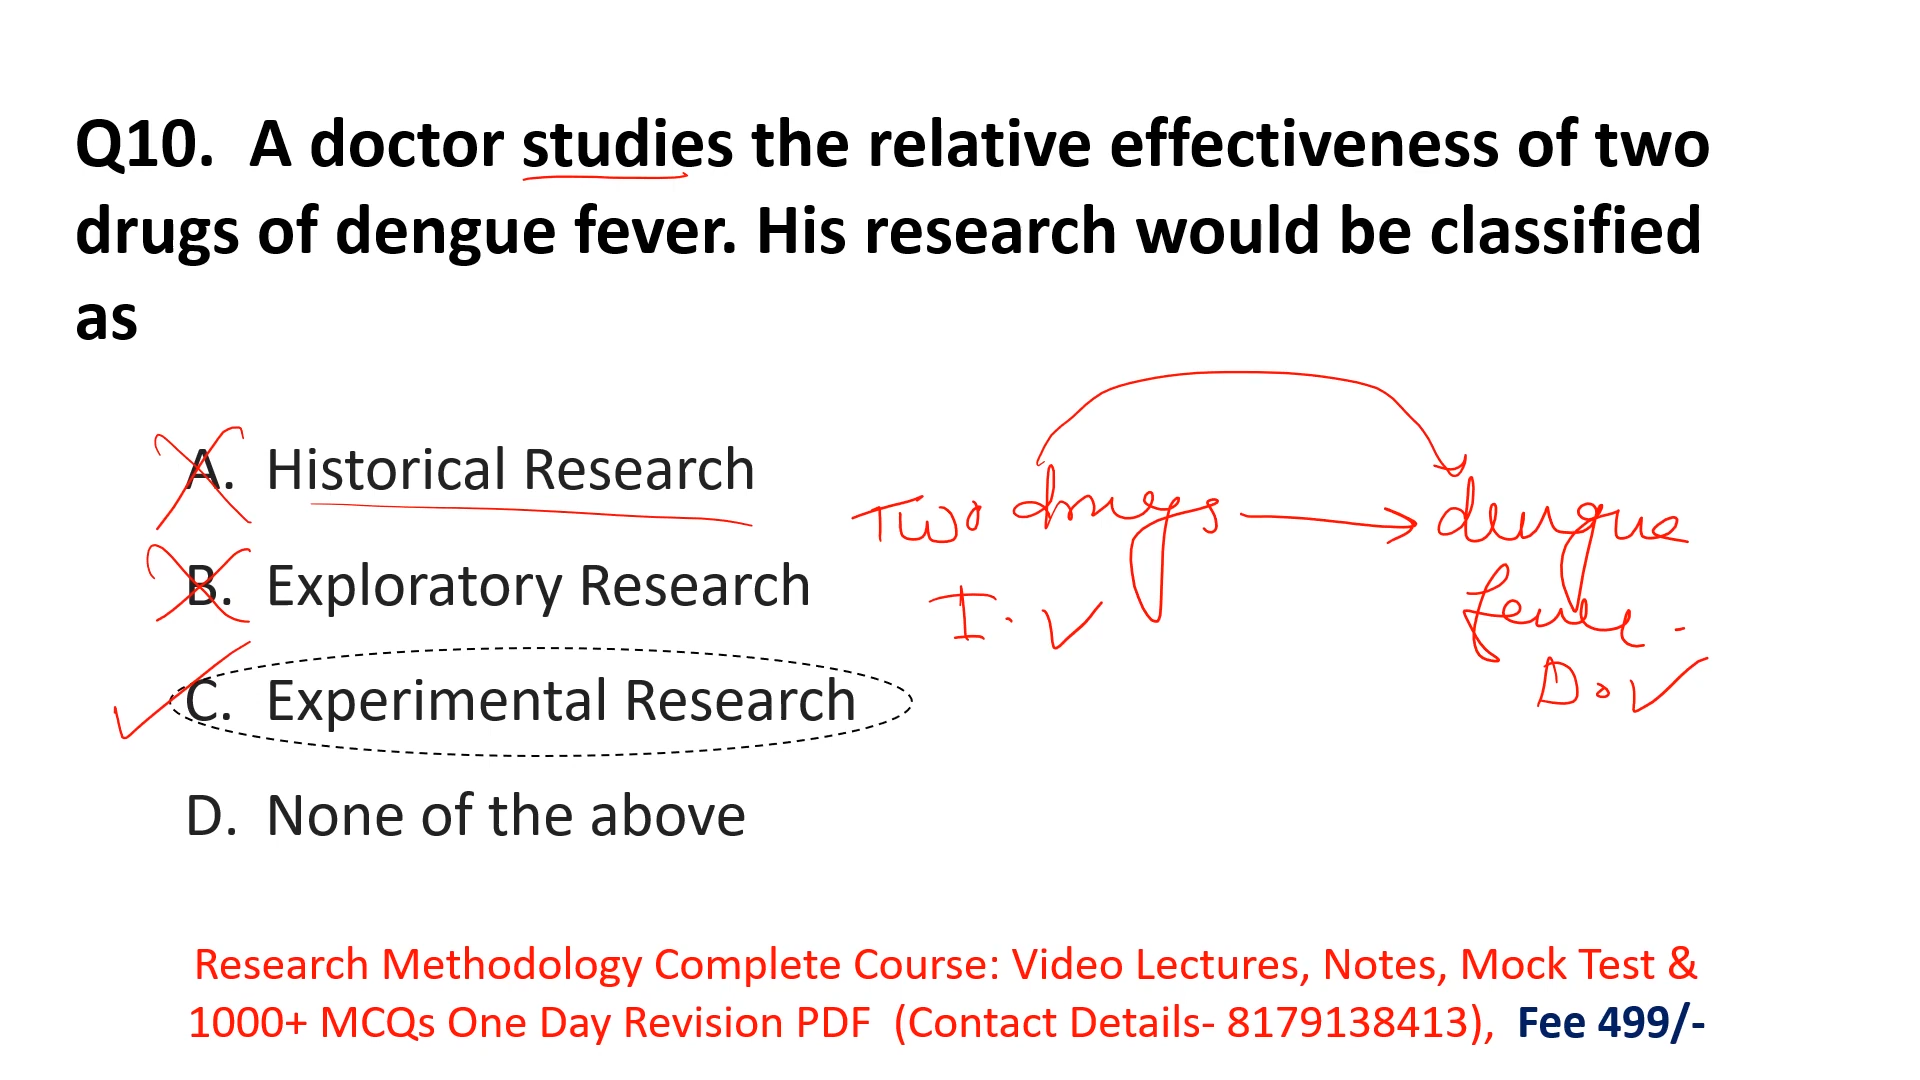 Q10. A doctor studies the relative effectiveness of two
drugs of dengue fever. His research would be classified
as
A. Historical Research
B. Exploratory Research
C. Experimental Research
D. None of the above
Two drugs dengue
fever.
I.V
D.V
Research Methodology Complete Course: Video Lectures, Notes, Mock Test &
1000+ MCQs One Day Revision PDF (Contact Details- 8179138413), Fee 499/-